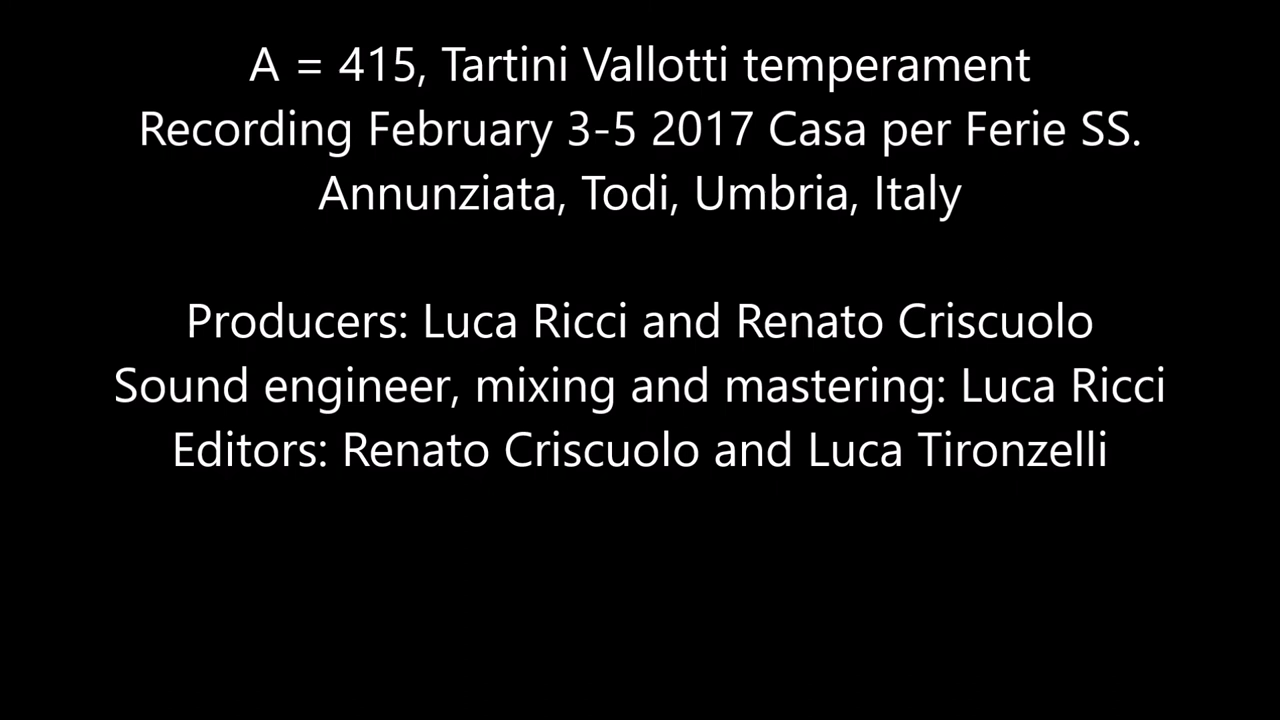 A = 415, Tartini Vallotti temperament
Recording February 3-5 2017 Casa per Ferie SS.
Annunziata, Todi, Umbria, Italy
Producers: Luca Ricci and Renato Criscuolo
Sound engineer, mixing and mastering: Luca Ricci
Editors: Renato Criscuolo and Luca Tironzelli